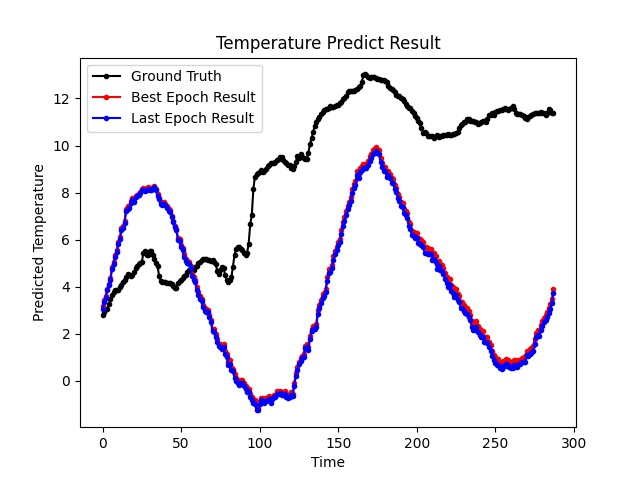 Temperature Predict Result
Ground Truth
Best Epoch Result
Last Epoch Result
Predicted Temperature
12
10
8
6
4
2
0
0 50 100 150 200 250 300
Time